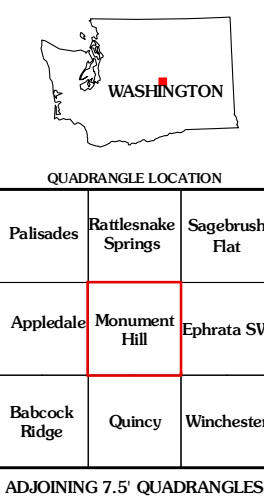 WASHINGTON
QUADRANGLE LOCATION
Palisades
Rattlesnake
Springs
Sagebrush
Flat
Appledale
Monument
Hill
Ephrata SW
Babcock
Ridge
Quincy
Winchester
ADJOINING 7.5' QUADRANGLES